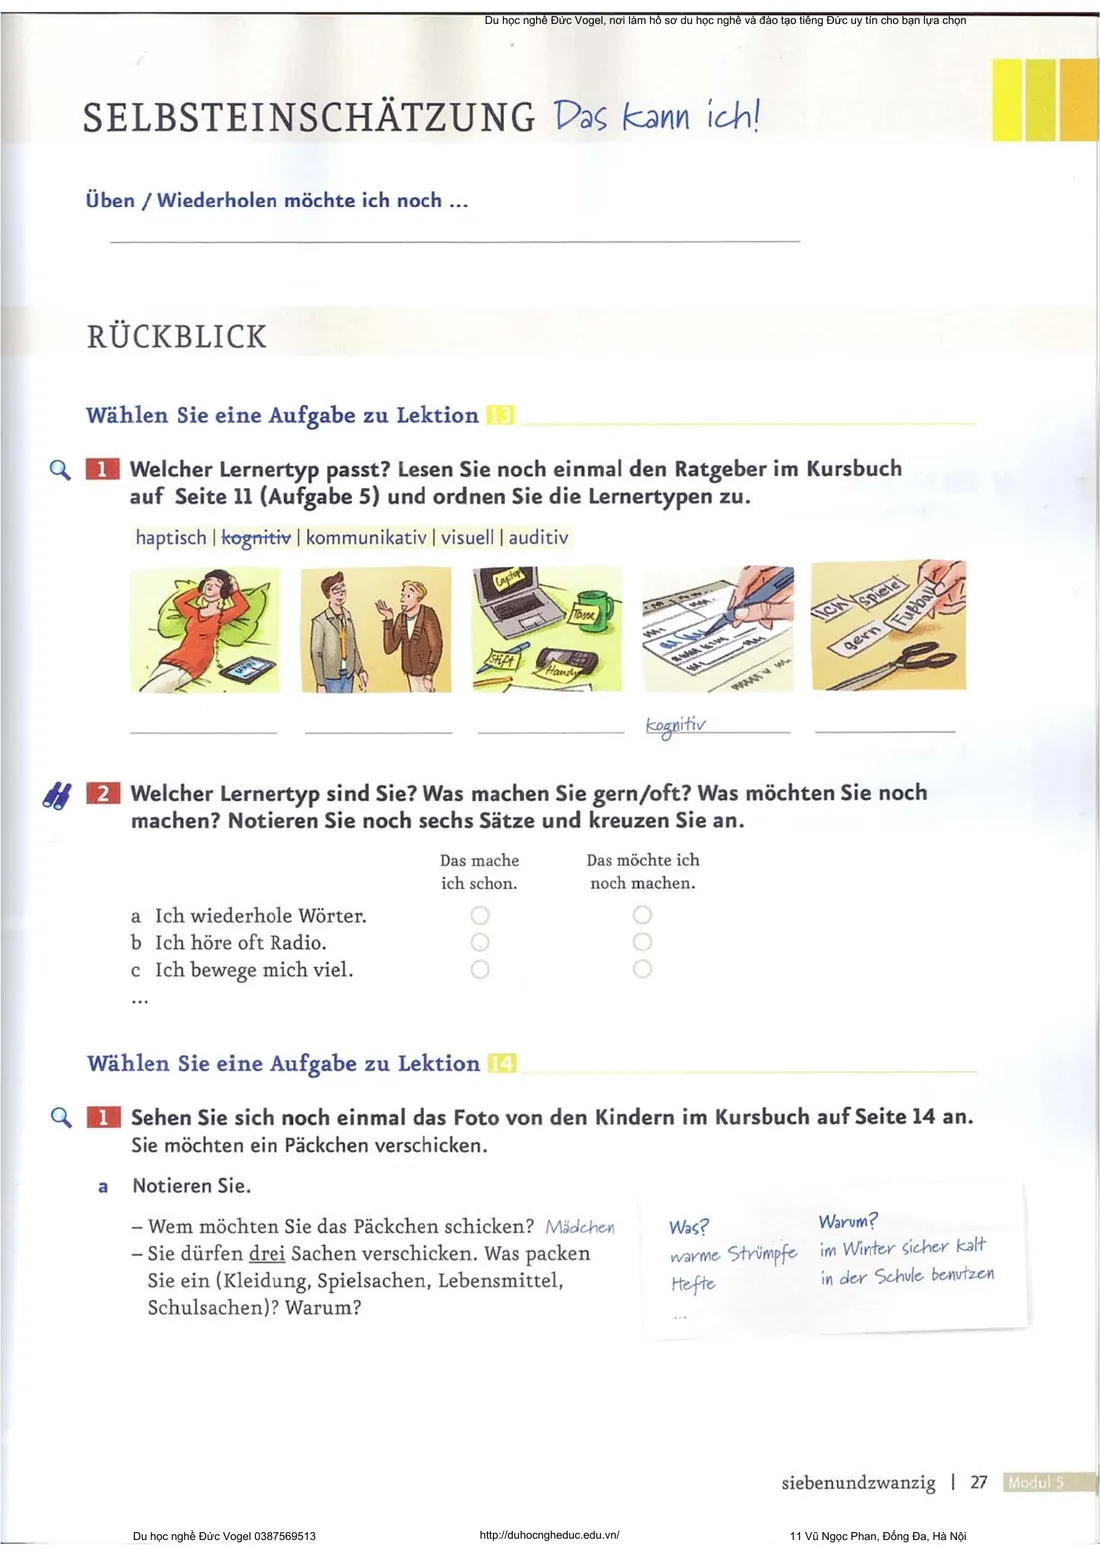 Du học nghề Đức Vogel, nơi làm hồ sơ du học nghề và đào tạo tiếng Đức uy tín cho bạn lựa chọn
SELBSTEINSCHÄTZUNG Das kann ich!
Üben / Wiederholen möchte ich noch ...
RÜCKBLICK
Wählen Sie eine Aufgabe zu Lektion 13
1 Welcher Lernertyp passt? Lesen Sie noch einmal den Ratgeber im Kursbuch
auf Seite 11 (Aufgabe 5) und ordnen Sie die Lernertypen zu.
haptisch | kognitiv | kommunikativ | visuell | auditiv
Laptop
Tasse
Stift
Handy
Ich spiele
gern Fußball
kognitiv
2 Welcher Lernertyp sind Sie? Was machen Sie gern/oft? Was möchten Sie noch
machen? Notieren Sie noch sechs Sätze und kreuzen Sie an.
Das mache Das möchte ich
ich schon. noch machen.
a Ich wiederhole Wörter.
b Ich höre oft Radio.
c Ich bewege mich viel.
...
Wählen Sie eine Aufgabe zu Lektion 14
1 Sehen Sie sich noch einmal das Foto von den Kindern im Kursbuch auf Seite 14 an.
Sie möchten ein Päckchen verschicken.
a Notieren Sie.
– Wem möchten Sie das Päckchen schicken? Mädchen
– Sie dürfen drei Sachen verschicken. Was packen
Sie ein (Kleidung, Spielsachen, Lebensmittel,
Schulsachen)? Warum?
Was? Warum?
warme Strümpfe im Winter sicher kalt
Hefte in der Schule benutzen
...
siebenundzwanzig | 27 Modul 5
Du học nghề Đức Vogel 0387569513 http://duhocngheduc.edu.vn/ 11 Vũ Ngọc Phan, Đống Đa, Hà Nội